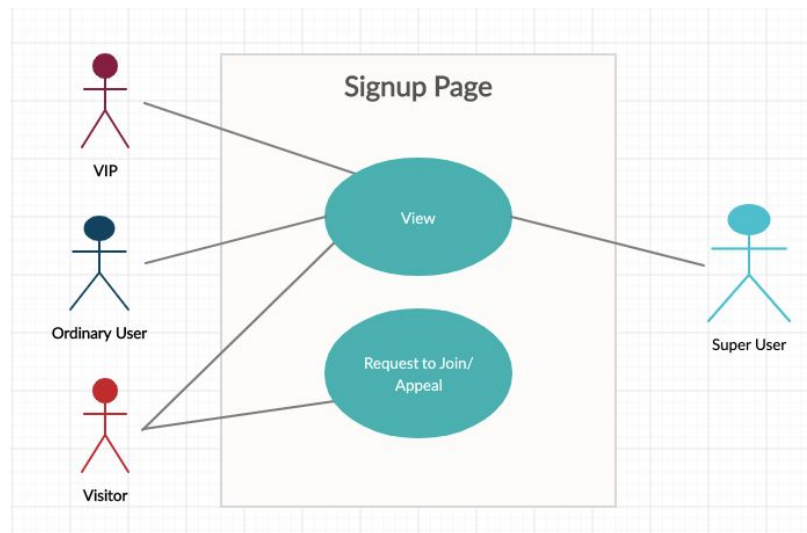 Signup Page
VIP
View
Ordinary User
Super User
Request to Join/
Appeal
Visitor